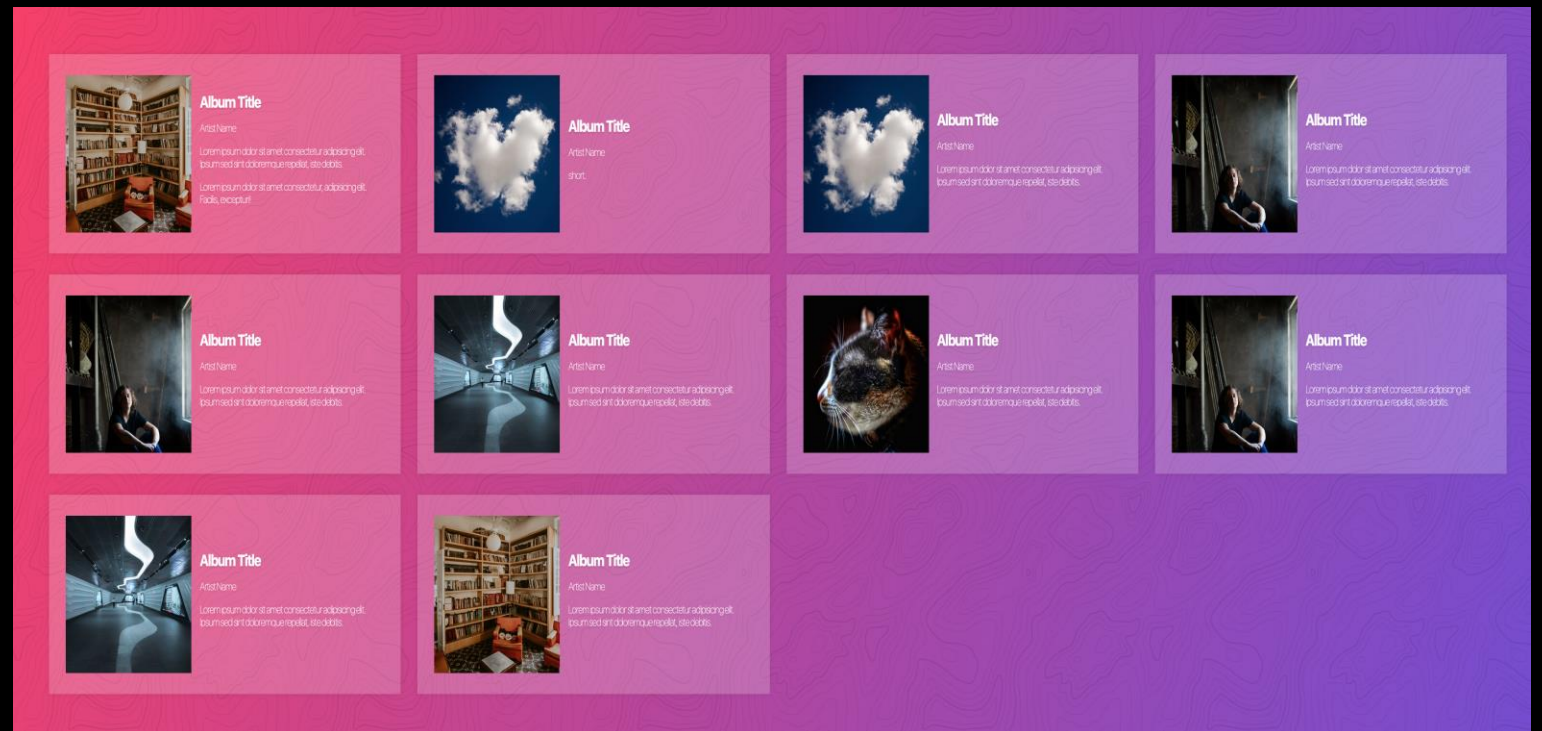 Album Title
Artist Name
Lorem ipsum dolor sit amet consectetur adipisicing elit.
Ipsum sed sint doloremque repellat, iste debitis.
Lorem ipsum dolor sit amet consectetur, adipisicing elit.
Facilis, excepturi!
Album Title
Artist Name
short.
Album Title
Artist Name
Lorem ipsum dolor sit amet consectetur adipisicing elit.
Ipsum sed sint doloremque repellat, iste debitis.
Album Title
Artist Name
Lorem ipsum dolor sit amet consectetur adipisicing elit.
Ipsum sed sint doloremque repellat, iste debitis.
Album Title
Artist Name
Lorem ipsum dolor sit amet consectetur adipisicing elit.
Ipsum sed sint doloremque repellat, iste debitis.
Album Title
Artist Name
Lorem ipsum dolor sit amet consectetur adipisicing elit.
Ipsum sed sint doloremque repellat, iste debitis.
Album Title
Artist Name
Lorem ipsum dolor sit amet consectetur adipisicing elit.
Ipsum sed sint doloremque repellat, iste debitis.
Album Title
Artist Name
Lorem ipsum dolor sit amet consectetur adipisicing elit.
Ipsum sed sint doloremque repellat, iste debitis.
Album Title
Artist Name
Lorem ipsum dolor sit amet consectetur adipisicing elit.
Ipsum sed sint doloremque repellat, iste debitis.
Album Title
Artist Name
Lorem ipsum dolor sit amet consectetur adipisicing elit.
Ipsum sed sint doloremque repellat, iste debitis.